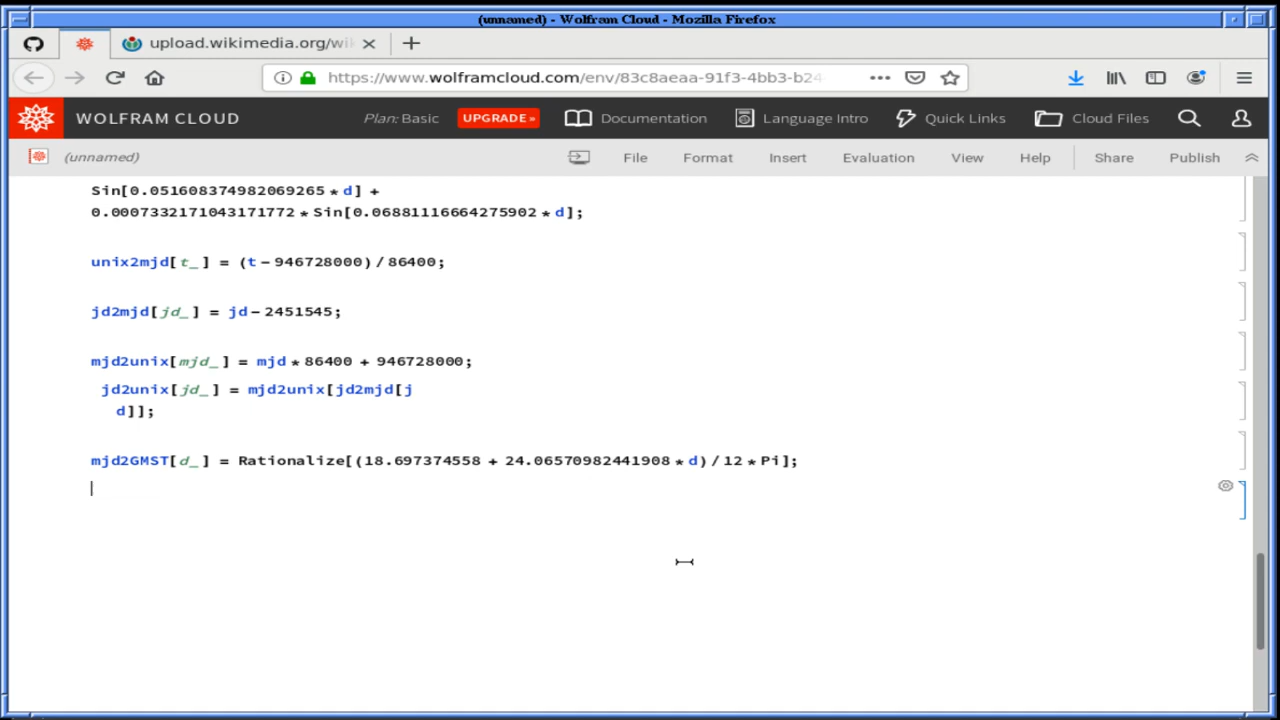 (unnamed) - Wolfram Cloud - Mozilla Firefox
upload.wikimedia.org/wi
https://www.wolframcloud.com/env/83c8aeaa-91f3-4bb3-b24
WOLFRAM CLOUD Plan: Basic UPGRADE » Documentation Language Intro Quick Links Cloud Files
(unnamed) File Format Insert Evaluation View Help Share Publish
Sin[0.051608374982069265 * d] +
0.0007332171043171772 * Sin[0.06881116664275902 * d];
unix2mjd[t_] = (t - 946728000) / 86400;
jd2mjd[jd_] = jd - 2451545;
mjd2unix[mjd_] = mjd * 86400 + 946728000;
jd2unix[jd_] = mjd2unix[jd2mjd[j
d]];
mjd2GMST[d_] = Rationalize[(18.697374558 + 24.06570982441908 * d) / 12 * Pi];